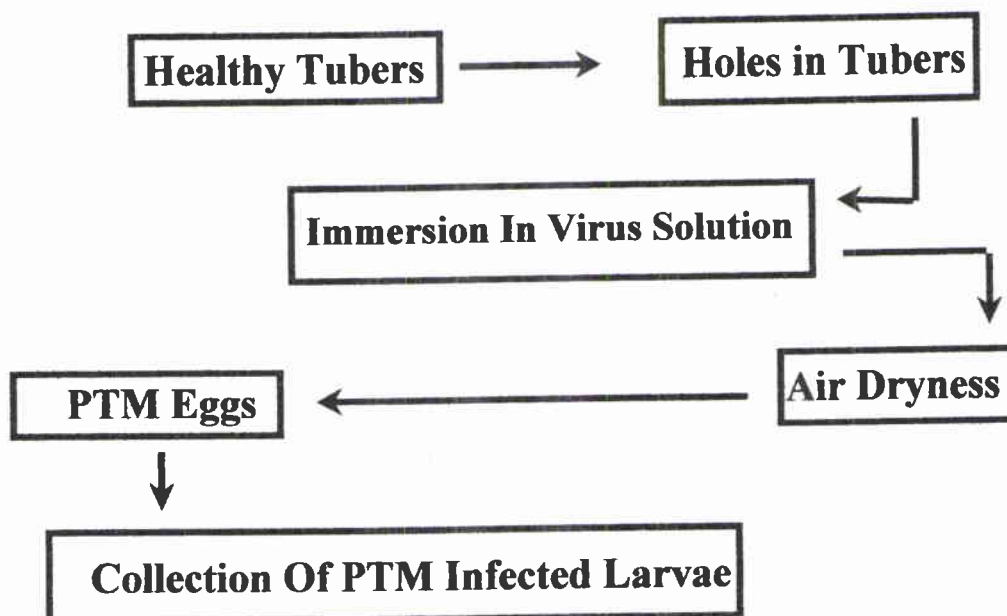 Healthy Tubers
Holes in Tubers
Immersion In Virus Solution
Air Dryness
PTM Eggs
Collection Of PTM Infected Larvae